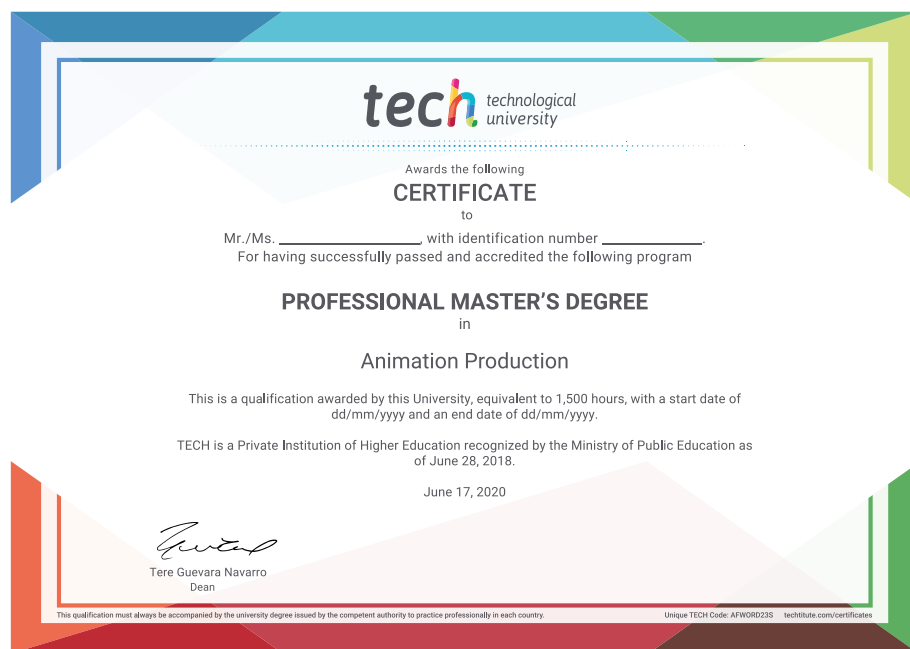 tech technological
university
Awards the following
CERTIFICATE
to
Mr./Ms. ____________________, with identification number ______________.
For having successfully passed and accredited the following program
PROFESSIONAL MASTER’S DEGREE
in
Animation Production
This is a qualification awarded by this University, equivalent to 1,500 hours, with a start date of
dd/mm/yyyy and an end date of dd/mm/yyyy.
TECH is a Private Institution of Higher Education recognized by the Ministry of Public Education as
of June 28, 2018.
June 17, 2020
Tere Guevara Navarro
Dean
This qualification must always be accompanied by the university degree issued by the competent authority to practice professionally in each country. Unique TECH Code: AFWORD23S techtitute.com/certificates